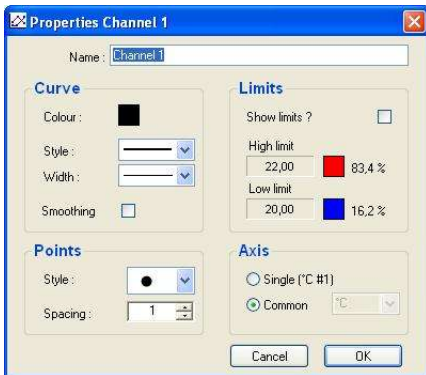 Properties Channel 1
Name : Channel 1
Curve
Colour :
Style :
Width :
Smoothing
Limits
Show limits ?
High limit
22,00 83,4 %
Low limit
20,00 16,2 %
Points
Style :
Spacing : 1
Axis
Single (°C #1)
Common °C
Cancel OK